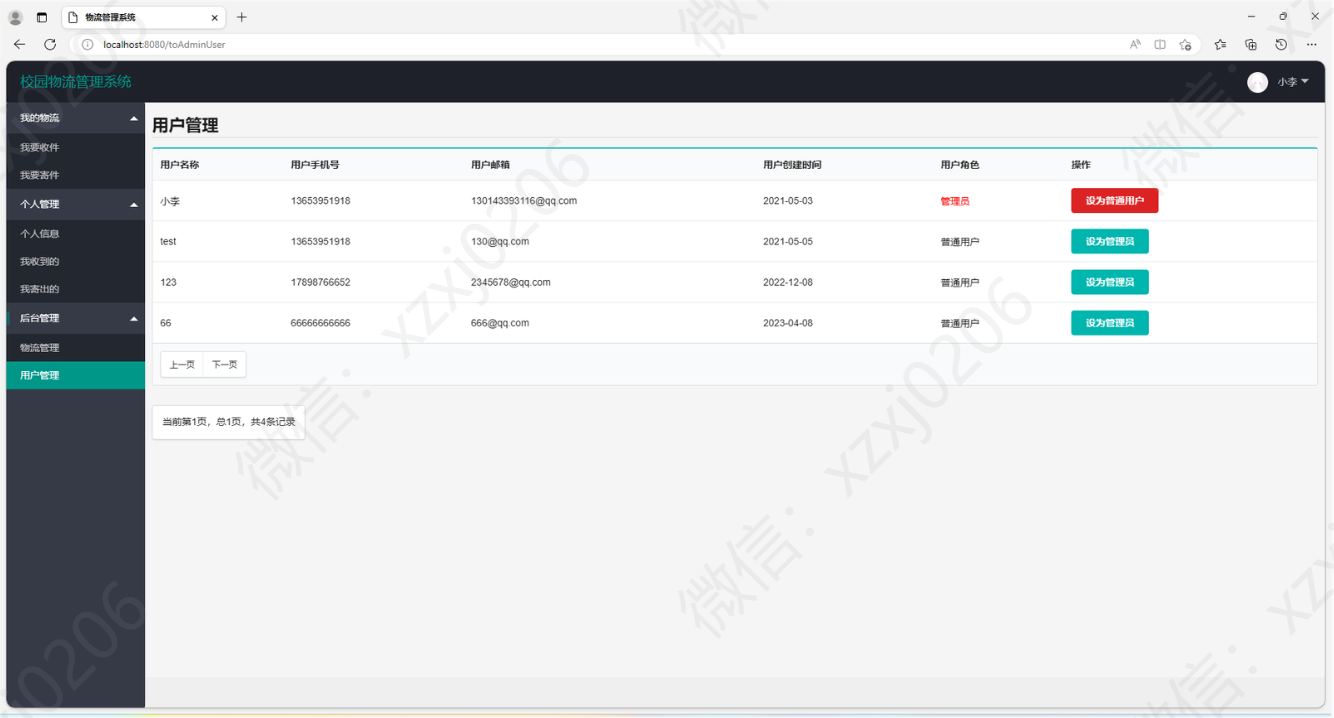 物流管理系统
localhost:8080/toAdminUser
校园物流管理系统
小李
我的物流
我要收件
我要寄件
个人管理
个人信息
我收到的
我寄出的
后台管理
物流管理
用户管理
用户管理
用户名称 用户手机号 用户邮箱 用户创建时间 用户角色 操作
小李 13653951918 130143393116@qq.com 2021-05-03 管理员 设为普通用户
test 13653951918 130@qq.com 2021-05-05 普通用户 设为管理员
123 17898766652 2345678@qq.com 2022-12-08 普通用户 设为管理员
66 66666666666 666@qq.com 2023-04-08 普通用户 设为管理员
上一页 下一页
当前第1页，总1页，共4条记录
微信：xzxj0206